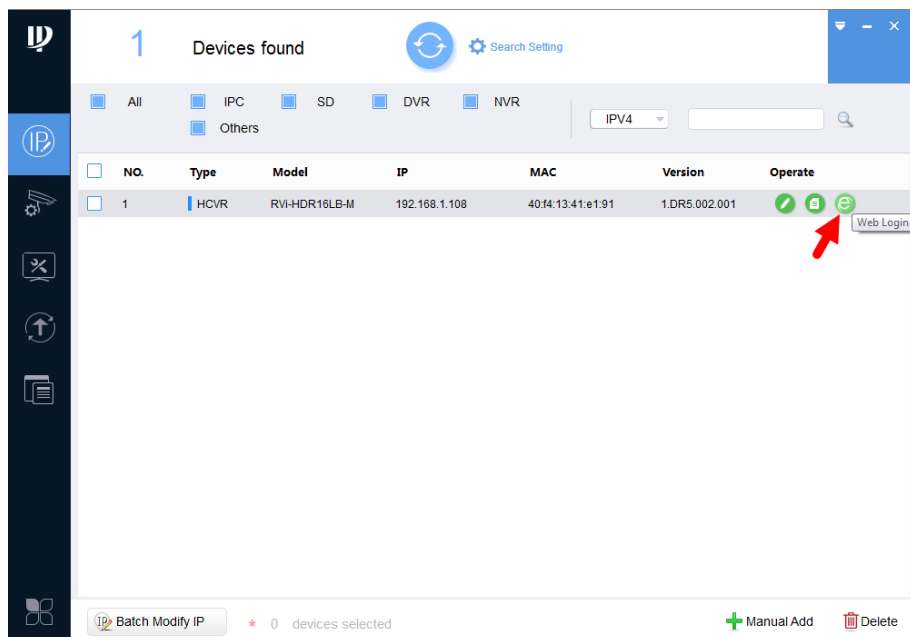 1 Devices found Search Setting
All IPC SD DVR NVR
Others
IPV4
NO. Type Model IP MAC Version Operate
1 HCVR RVi-HDR16LB-M 192.168.1.108 40:f4:13:41:e1:91 1.DR5.002.001
Web Login
IP Batch Modify IP * 0 devices selected Manual Add Delete